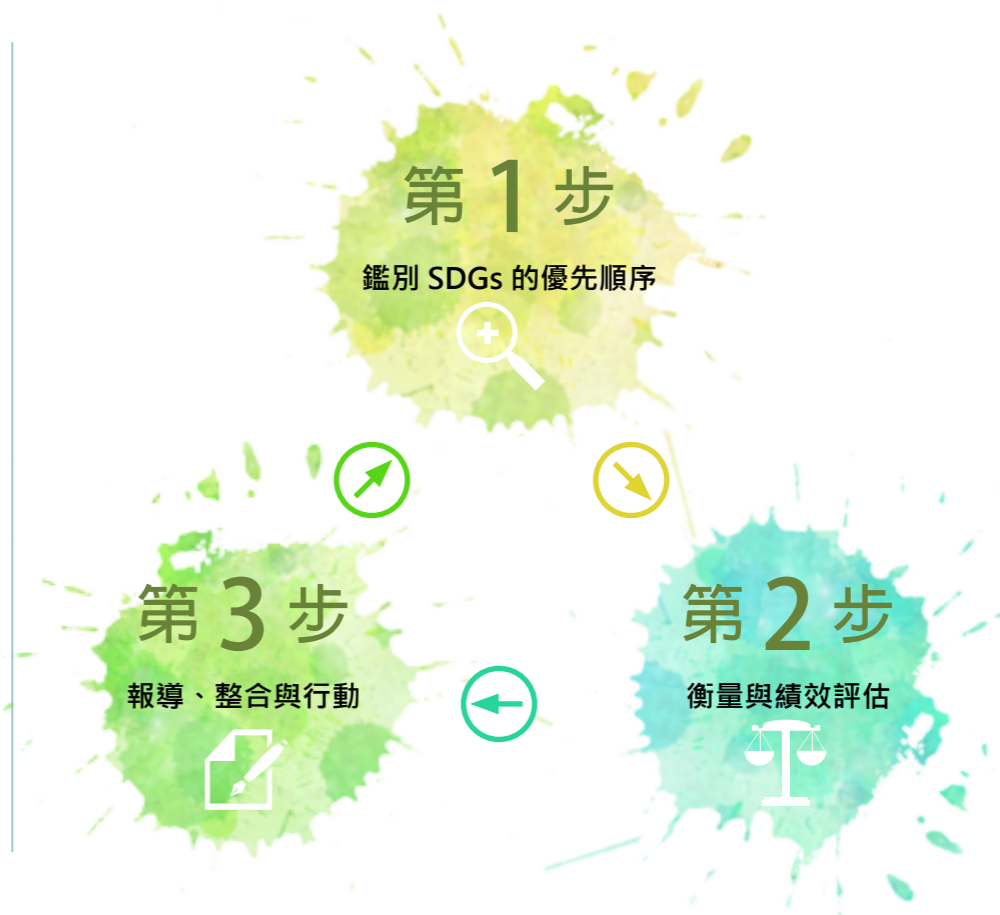 第 1 步
鑑別 SDGs 的優先順序
第 3 步
報導、整合與行動
第 2 步
衡量與績效評估